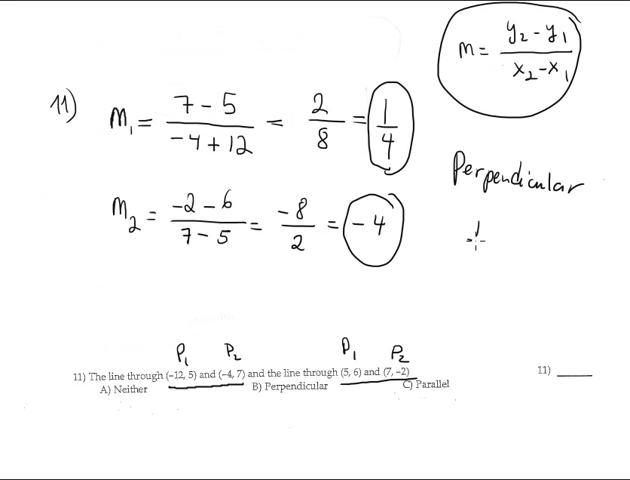 m = y₂ - y₁ / x₂ - x₁
11) m₁ = 7 - 5 / -4 + 12 = 2 / 8 = 1 / 4
Perpendicular
m₂ = -2 - 6 / 7 - 5 = -8 / 2 = -4
P₁ P₂ P₁ P₂
11) The line through (-12, 5) and (-4, 7) and the line through (5, 6) and (7, -2) 11) ____
A) Neither B) Perpendicular C) Parallel